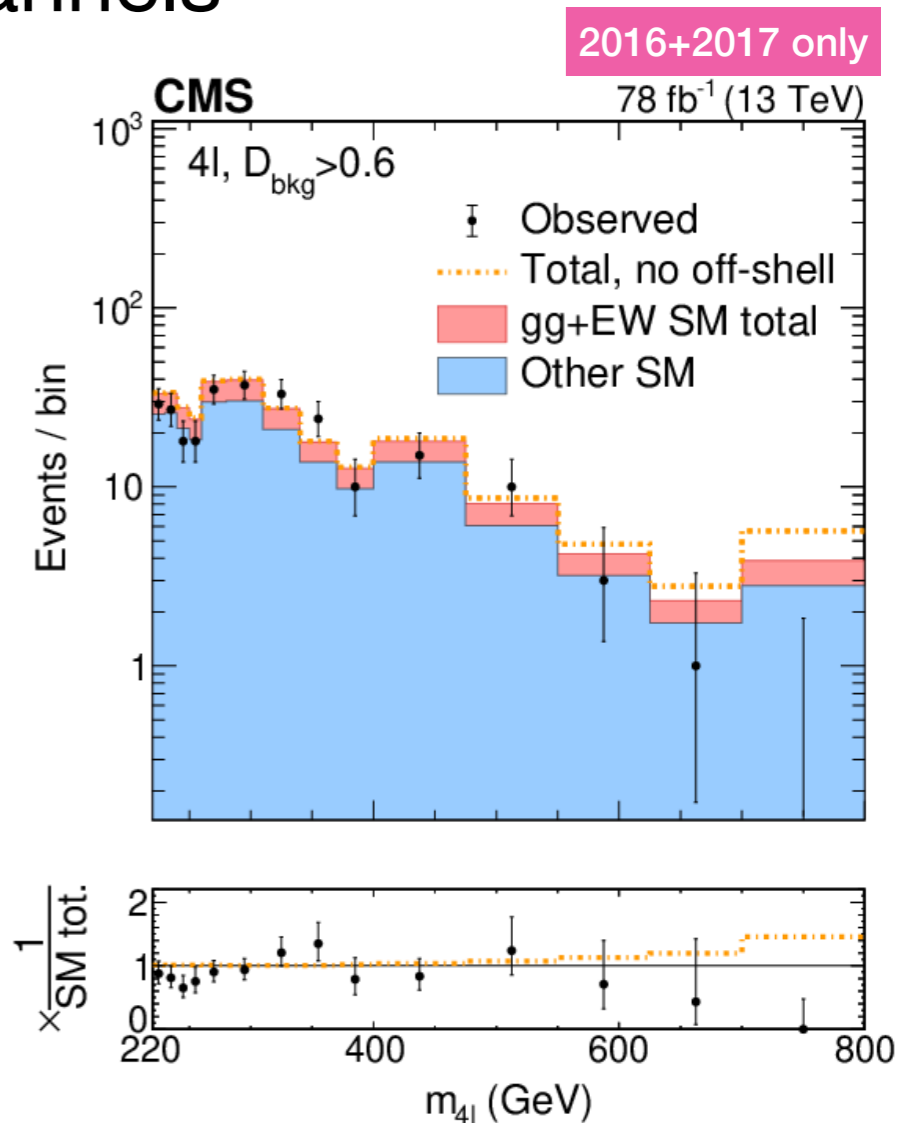 2016+2017 only
CMS 78 fb⁻¹ (13 TeV)
4l, D_bkg>0.6
Observed
Total, no off-shell
gg+EW SM total
Other SM
Events / bin
10³
10²
10
1
× 1/SM tot.
2
1
0
220 400 600 800
m_4l (GeV)